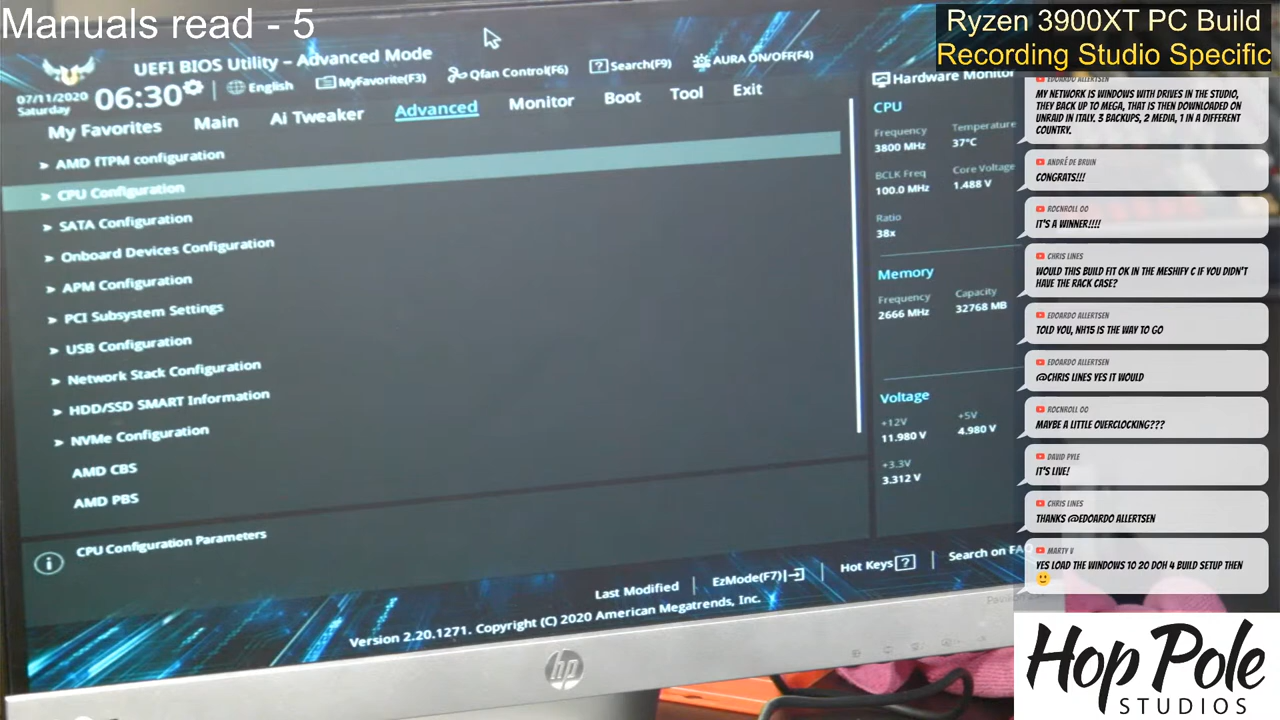 Manuals read - 5
Ryzen 3900XT PC Build
Recording Studio Specific
UEFI BIOS Utility – Advanced Mode
07/11/2020
Saturday
06:30
English
MyFavorite(F3)
Qfan Control(F6)
Search(F9)
AURA ON/OFF(F4)
My Favorites
Main
Ai Tweaker
Advanced
Monitor
Boot
Tool
Exit
> AMD fTPM configuration
> CPU Configuration
> SATA Configuration
> Onboard Devices Configuration
> APM Configuration
> PCI Subsystem Settings
> USB Configuration
> Network Stack Configuration
> HDD/SSD SMART Information
> NVMe Configuration
AMD CBS
AMD PBS
CPU Configuration Parameters
Last Modified
EzMode(F7)
Hot Keys ?
Search on FAQ
Version 2.20.1271. Copyright (C) 2020 American Megatrends, Inc.
hp
Hardware Monitor
CPU
Frequency Temperature
3800 MHz 37°C
BCLK Freq Core Voltage
100.0 MHz 1.488 V
Ratio
38x
Memory
Frequency Capacity
2666 MHz 32768 MB
Voltage
+12V +5V
11.980 V 4.980 V
+3.3V
3.312 V
EDOARDO ALLERTSEN
MY NETWORK IS WINDOWS WITH DRIVES IN THE STUDIO,
THEY BACK UP TO MEGA, THAT IS THEN DOWNLOADED ON
UNRAID IN ITALY. 3 BACKUPS, 2 MEDIA, 1 IN A DIFFERENT
COUNTRY.
ANDRÉ DE BRUIN
CONGRATS!!!
ROCNROLL OO
IT'S A WINNER!!!!
CHRIS LINES
WOULD THIS BUILD FIT OK IN THE MESHIFY C IF YOU DIDN'T
HAVE THE RACK CASE?
EDOARDO ALLERTSEN
TOLD YOU, NH15 IS THE WAY TO GO
EDOARDO ALLERTSEN
@CHRIS LINES YES IT WOULD
ROCNROLL OO
MAYBE A LITTLE OVERCLOCKING???
DAVID PYLE
IT'S LIVE!
CHRIS LINES
THANKS @EDOARDO ALLERTSEN
MARTY V
YES LOAD THE WINDOWS 10 20 DOH 4 BUILD SETUP THEN
🙂
Hop Pole
STUDIOS